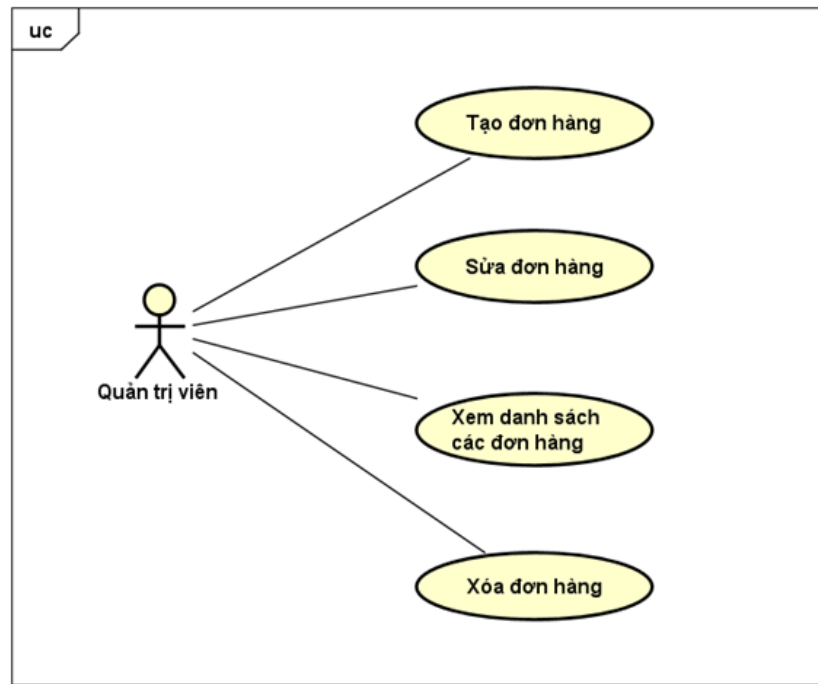 uc
Tạo đơn hàng
Sửa đơn hàng
Quản trị viên
Xem danh sách
các đơn hàng
Xóa đơn hàng